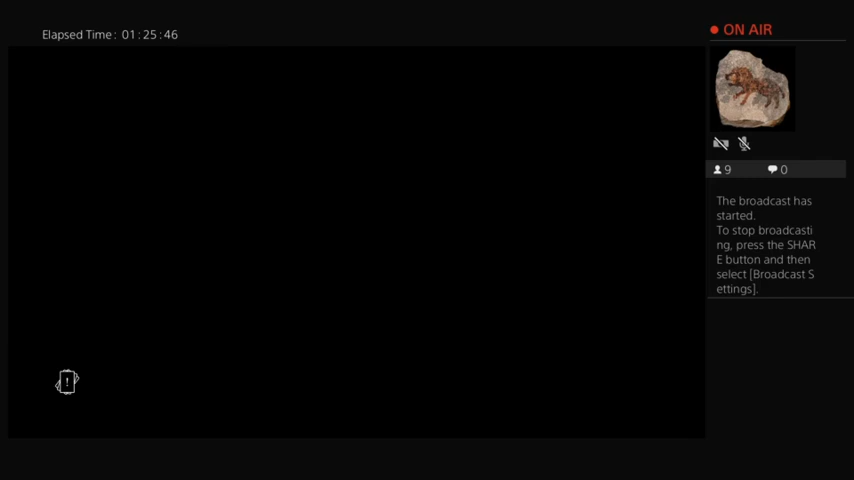 Elapsed Time: 01:25:46
ON AIR
9 0
The broadcast has
started.
To stop broadcasti
ng, press the SHAR
E button and then
select [Broadcast S
ettings].
!